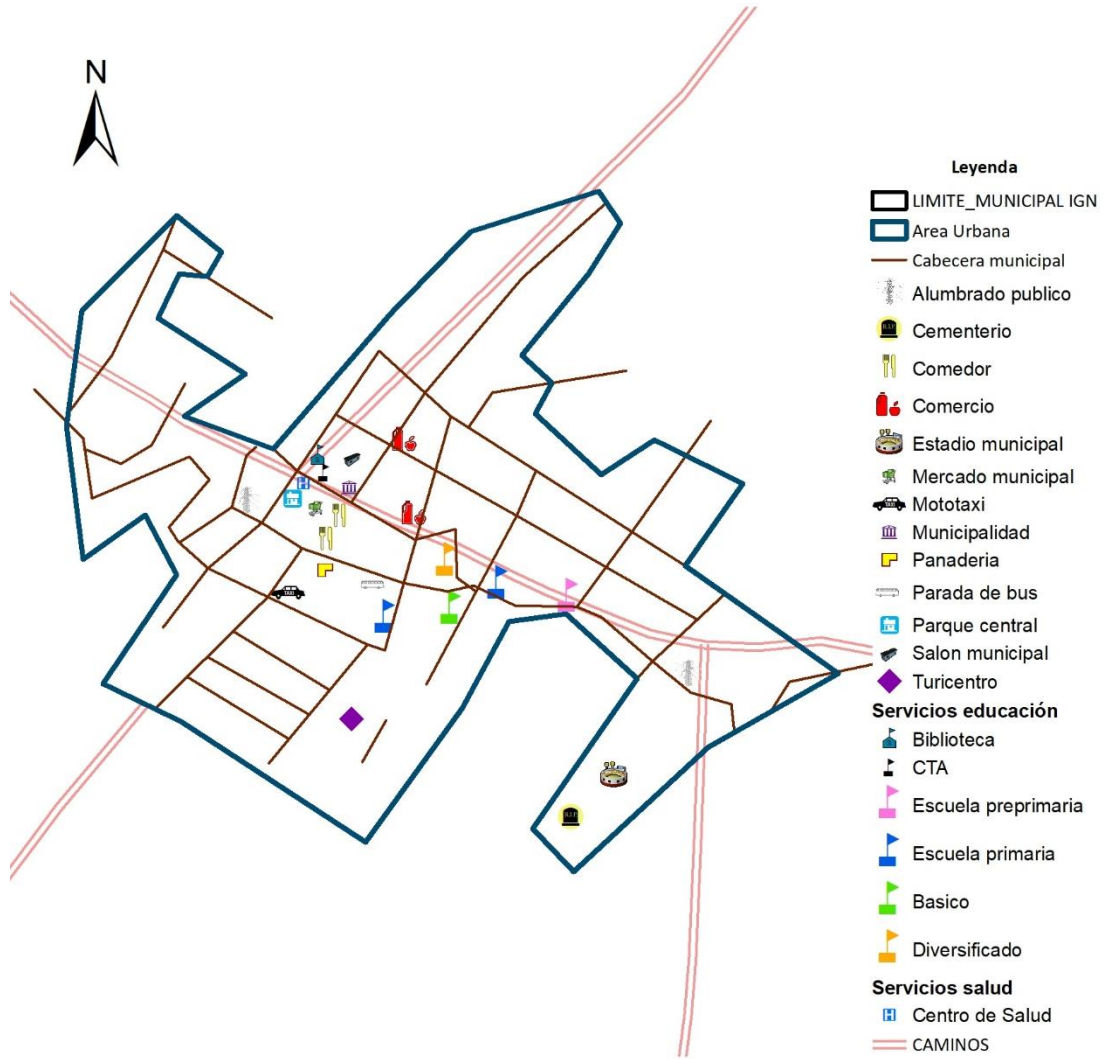 N
Leyenda
LIMITE_MUNICIPAL IGN
Area Urbana
Cabecera municipal
Alumbrado publico
Cementerio
Comedor
Comercio
Estadio municipal
Mercado municipal
Mototaxi
Municipalidad
Panaderia
Parada de bus
Parque central
Salon municipal
Turicentro
Servicios educación
Biblioteca
CTA
Escuela preprimaria
Escuela primaria
Basico
Diversificado
Servicios salud
Centro de Salud
CAMINOS